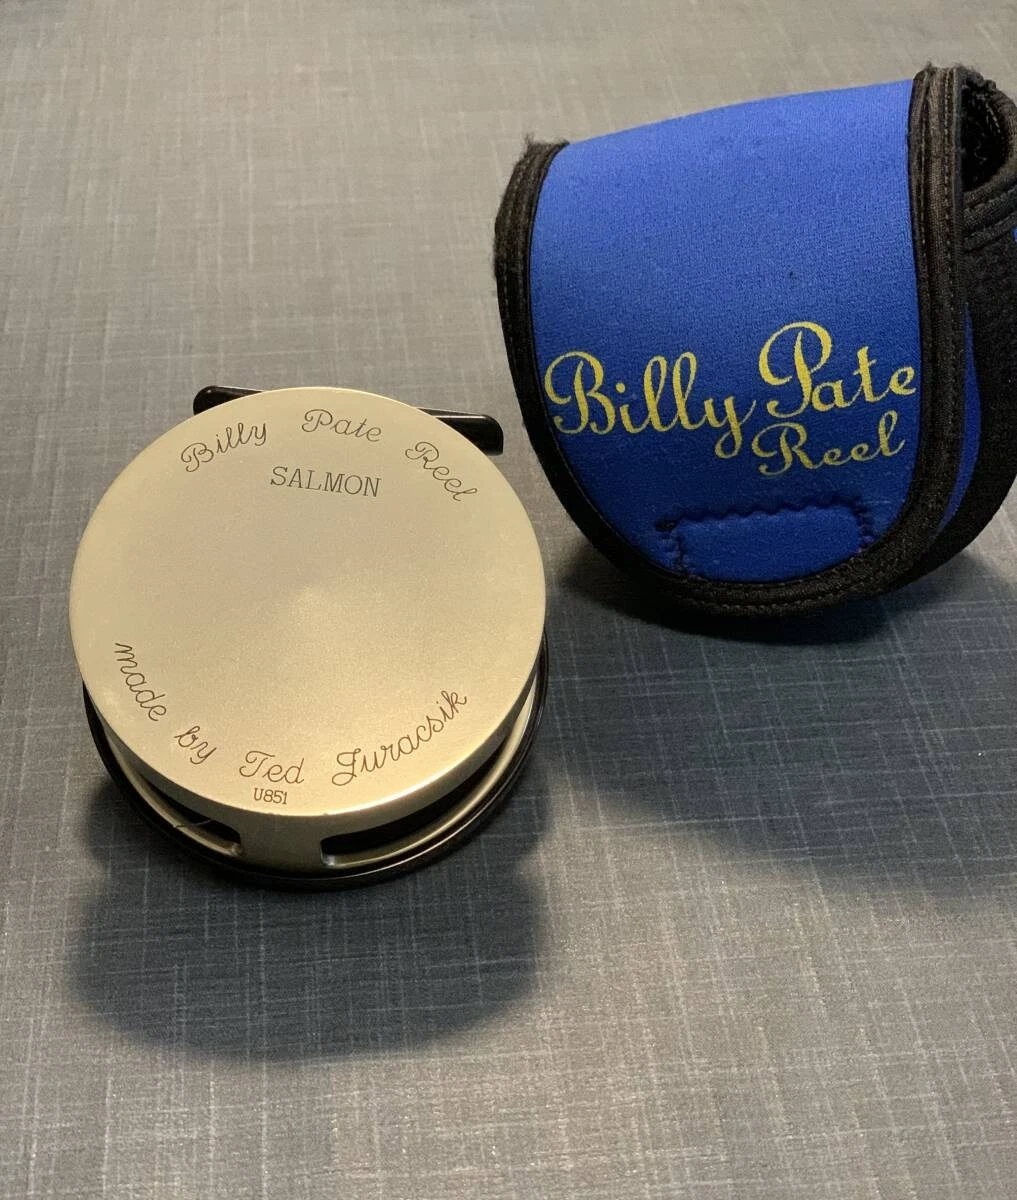 Billy Pate Reel
SALMON
made by Ted Juracsik
U851
Billy Pate
Reel